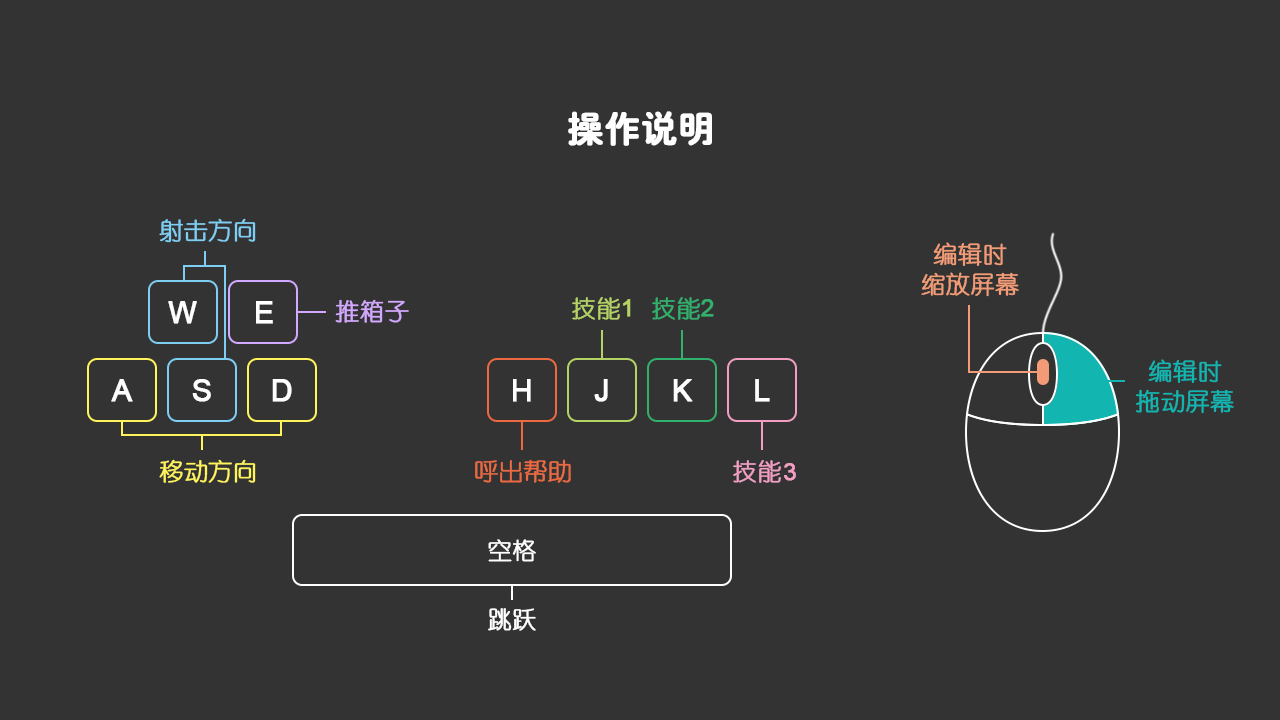 操作说明
射击方向
W
E
推箱子
A
S
D
移动方向
技能1
技能2
H
J
K
L
呼出帮助
技能3
空格
跳跃
编辑时
缩放屏幕
编辑时
拖动屏幕